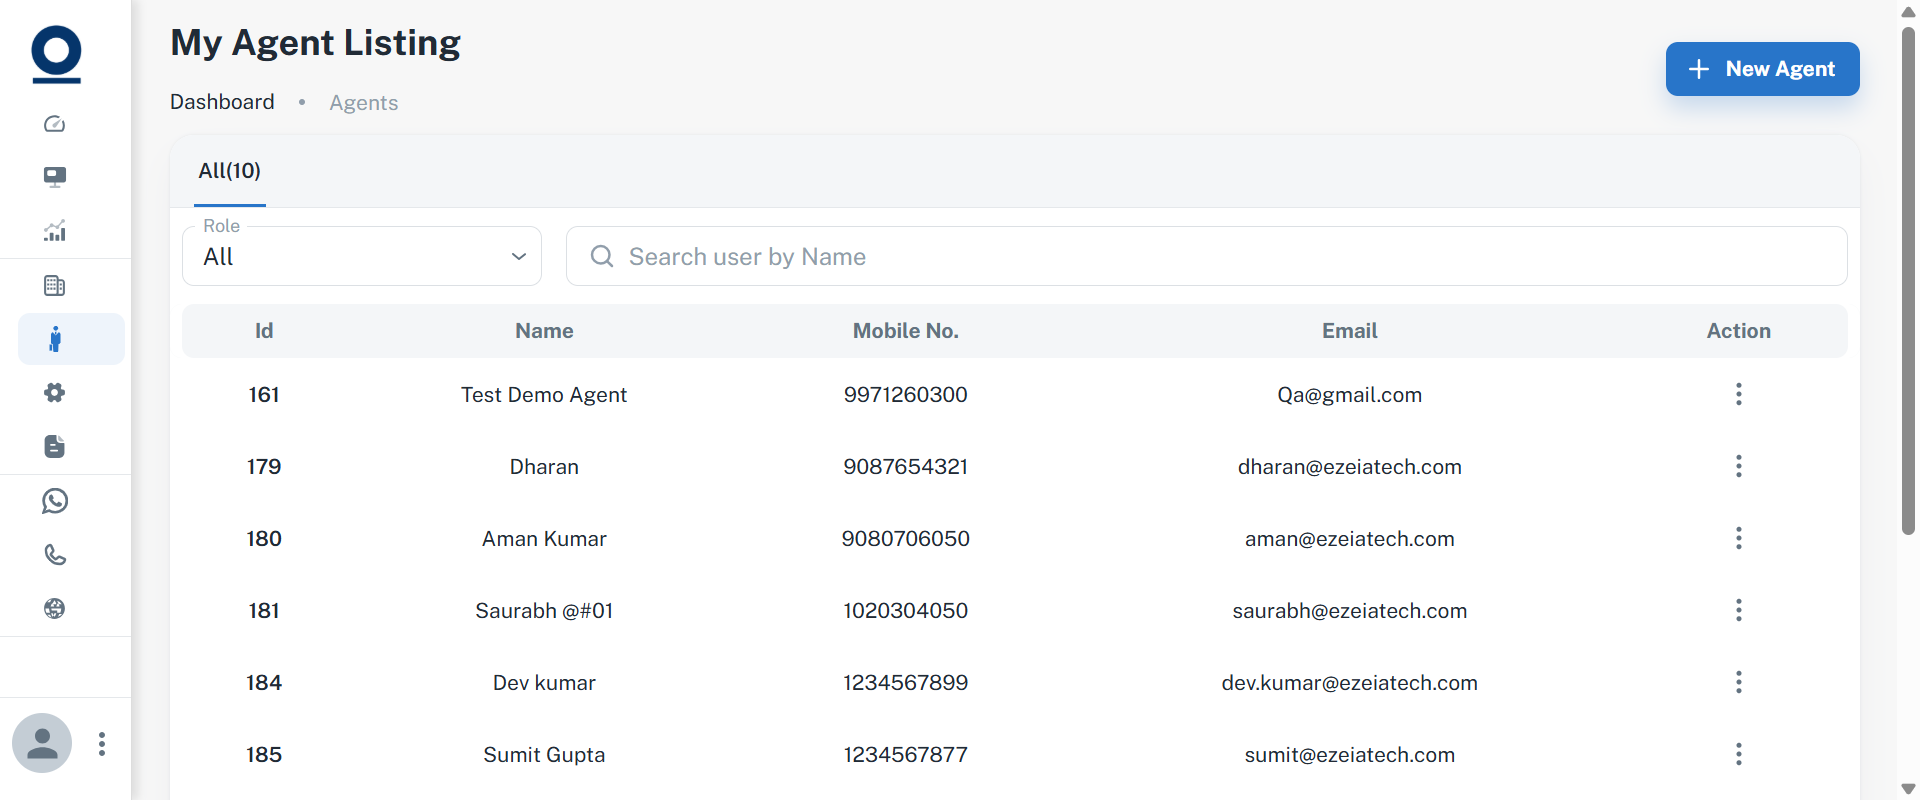 My Agent Listing
Dashboard • Agents
New Agent
All(10)
Role
All
Search user by Name
Id Name Mobile No. Email Action
161 Test Demo Agent 9971260300 Qa@gmail.com
179 Dharan 9087654321 dharan@ezeiatech.com
180 Aman Kumar 9080706050 aman@ezeiatech.com
181 Saurabh @#01 1020304050 saurabh@ezeiatech.com
184 Dev kumar 1234567899 dev.kumar@ezeiatech.com
185 Sumit Gupta 1234567877 sumit@ezeiatech.com